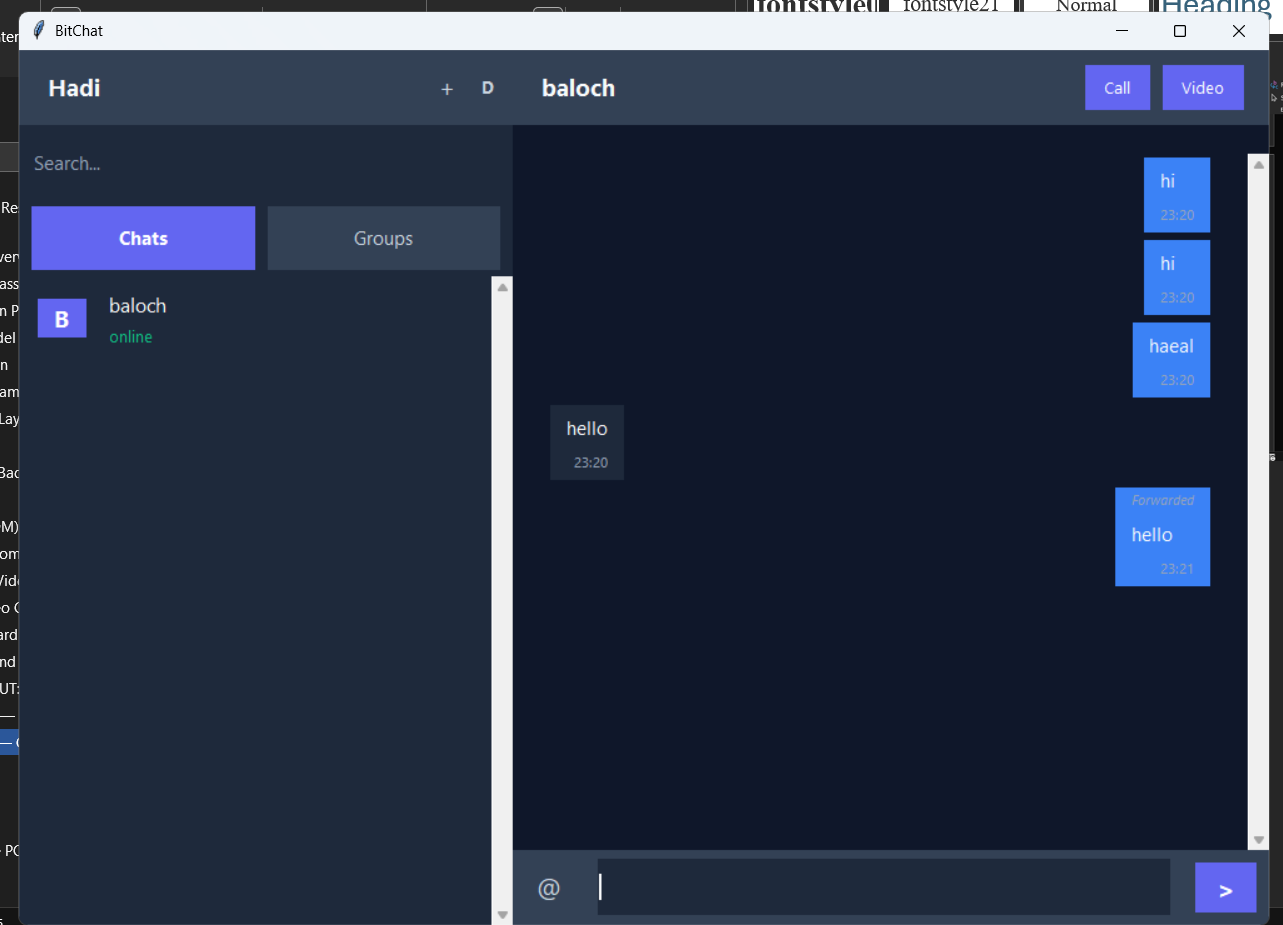 fontstyle21
Normal
Heading
BitChat
Hadi
+
D
baloch
Call
Video
Search...
Chats
Groups
B
baloch
online
hi
23:20
hi
23:20
haeal
23:20
hello
23:20
Forwarded
hello
23:21
@
>